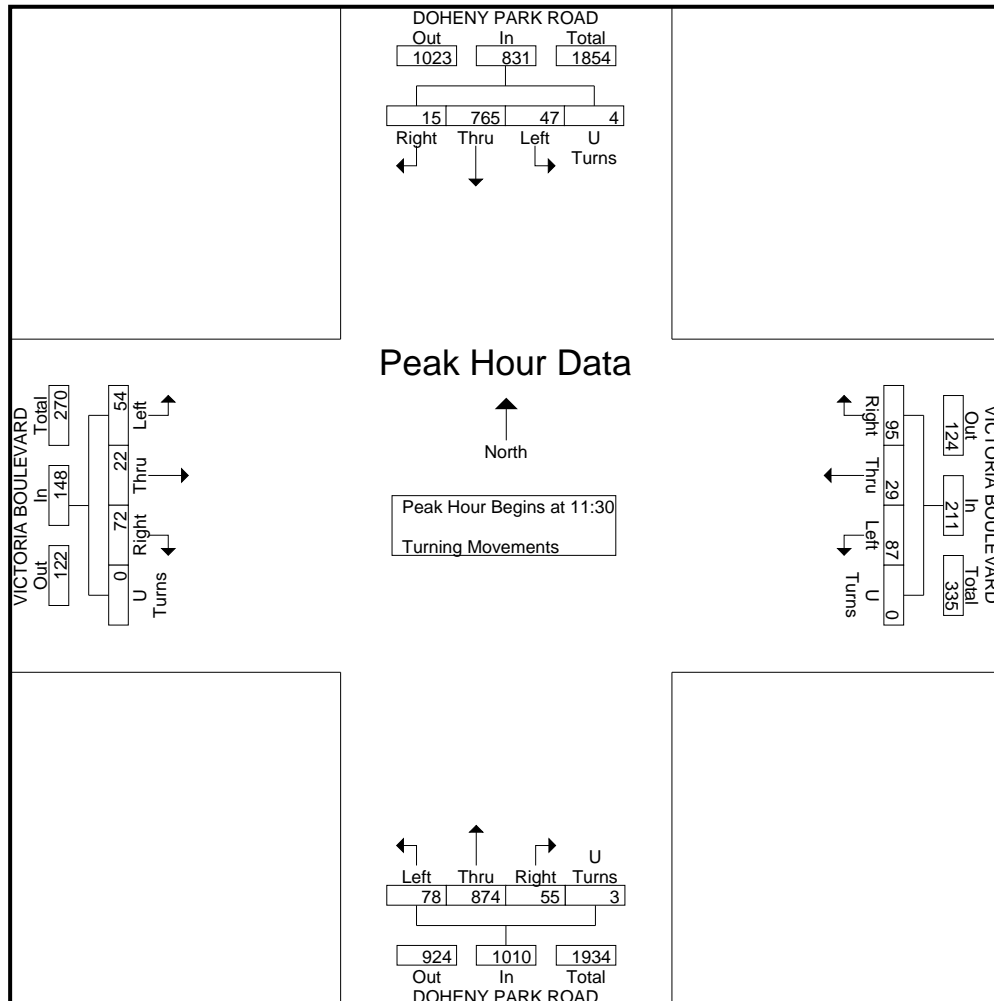 DOHENY PARK ROAD
Out In Total
1023 831 1854
15 765 47 4
Right Thru Left U
Turns
Peak Hour Data
North
Peak Hour Begins at 11:30
Turning Movements
VICTORIA BOULEVARD
Total In Out
270 148 122
54 22 72 0
Left Thru Right U
Turns
VICTORIA BOULEVARD
Out In Total
124 211 335
95 29 87 0
Right Thru Left U
Turns
U
Left Thru Right Turns
78 874 55 3
924 1010 1934
Out In Total
DOHENY PARK ROAD